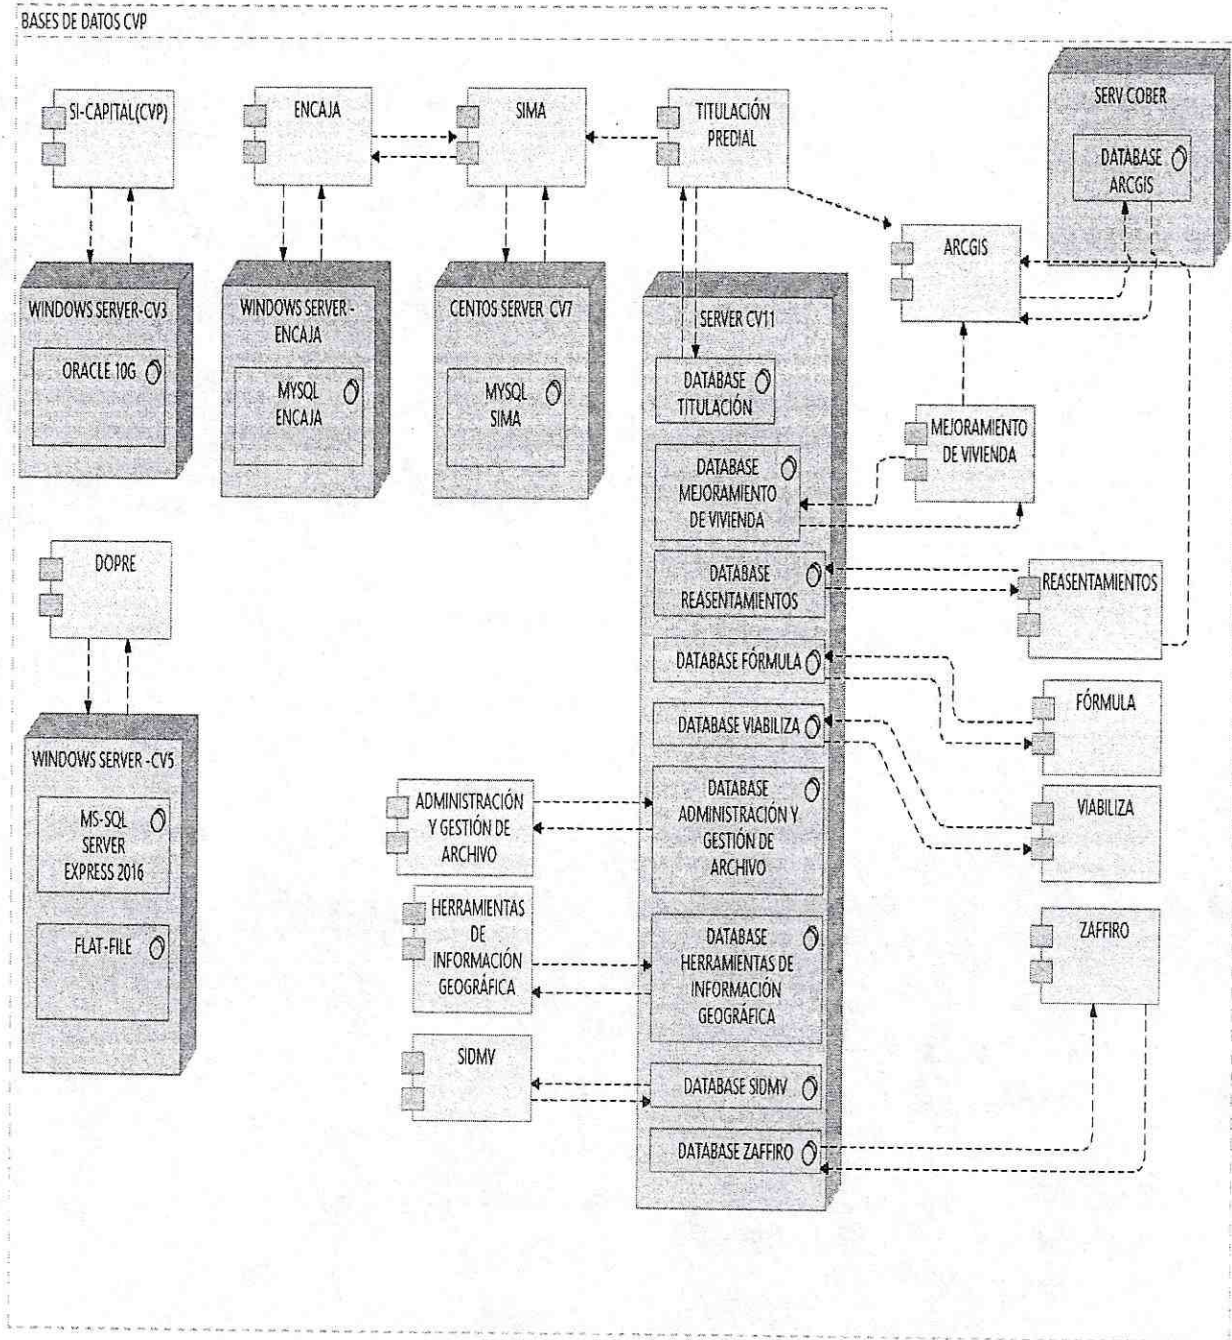 BASES DE DATOS CVP
SI-CAPITAL(CVP)
ENCAJA
SIMA
TITULACIÓN
PREDIAL
SERV COBER
DATABASE
ARCGIS
ARCGIS
WINDOWS SERVER-CV3
ORACLE 10G
WINDOWS SERVER -
ENCAJA
MYSQL
ENCAJA
CENTOS SERVER CV7
MYSQL
SIMA
SERVER CV11
DATABASE
TITULACIÓN
DATABASE
MEJORAMIENTO
DE VIVIENDA
DATABASE
REASENTAMIENTOS
DATABASE FÓRMULA
DATABASE VIABILIZA
DATABASE
ADMINISTRACIÓN Y
GESTIÓN DE
ARCHIVO
DATABASE
HERRAMIENTAS DE
INFORMACIÓN
GEOGRÁFICA
DATABASE SIDMV
DATABASE ZAFFIRO
MEJORAMIENTO
DE VIVIENDA
REASENTAMIENTOS
FÓRMULA
VIABILIZA
ZAFFIRO
DOPRE
WINDOWS SERVER -CV5
MS-SQL
SERVER
EXPRESS 2016
FLAT-FILE
ADMINISTRACIÓN
Y GESTIÓN DE
ARCHIVO
HERRAMIENTAS
DE
INFORMACIÓN
GEOGRÁFICA
SIDMV